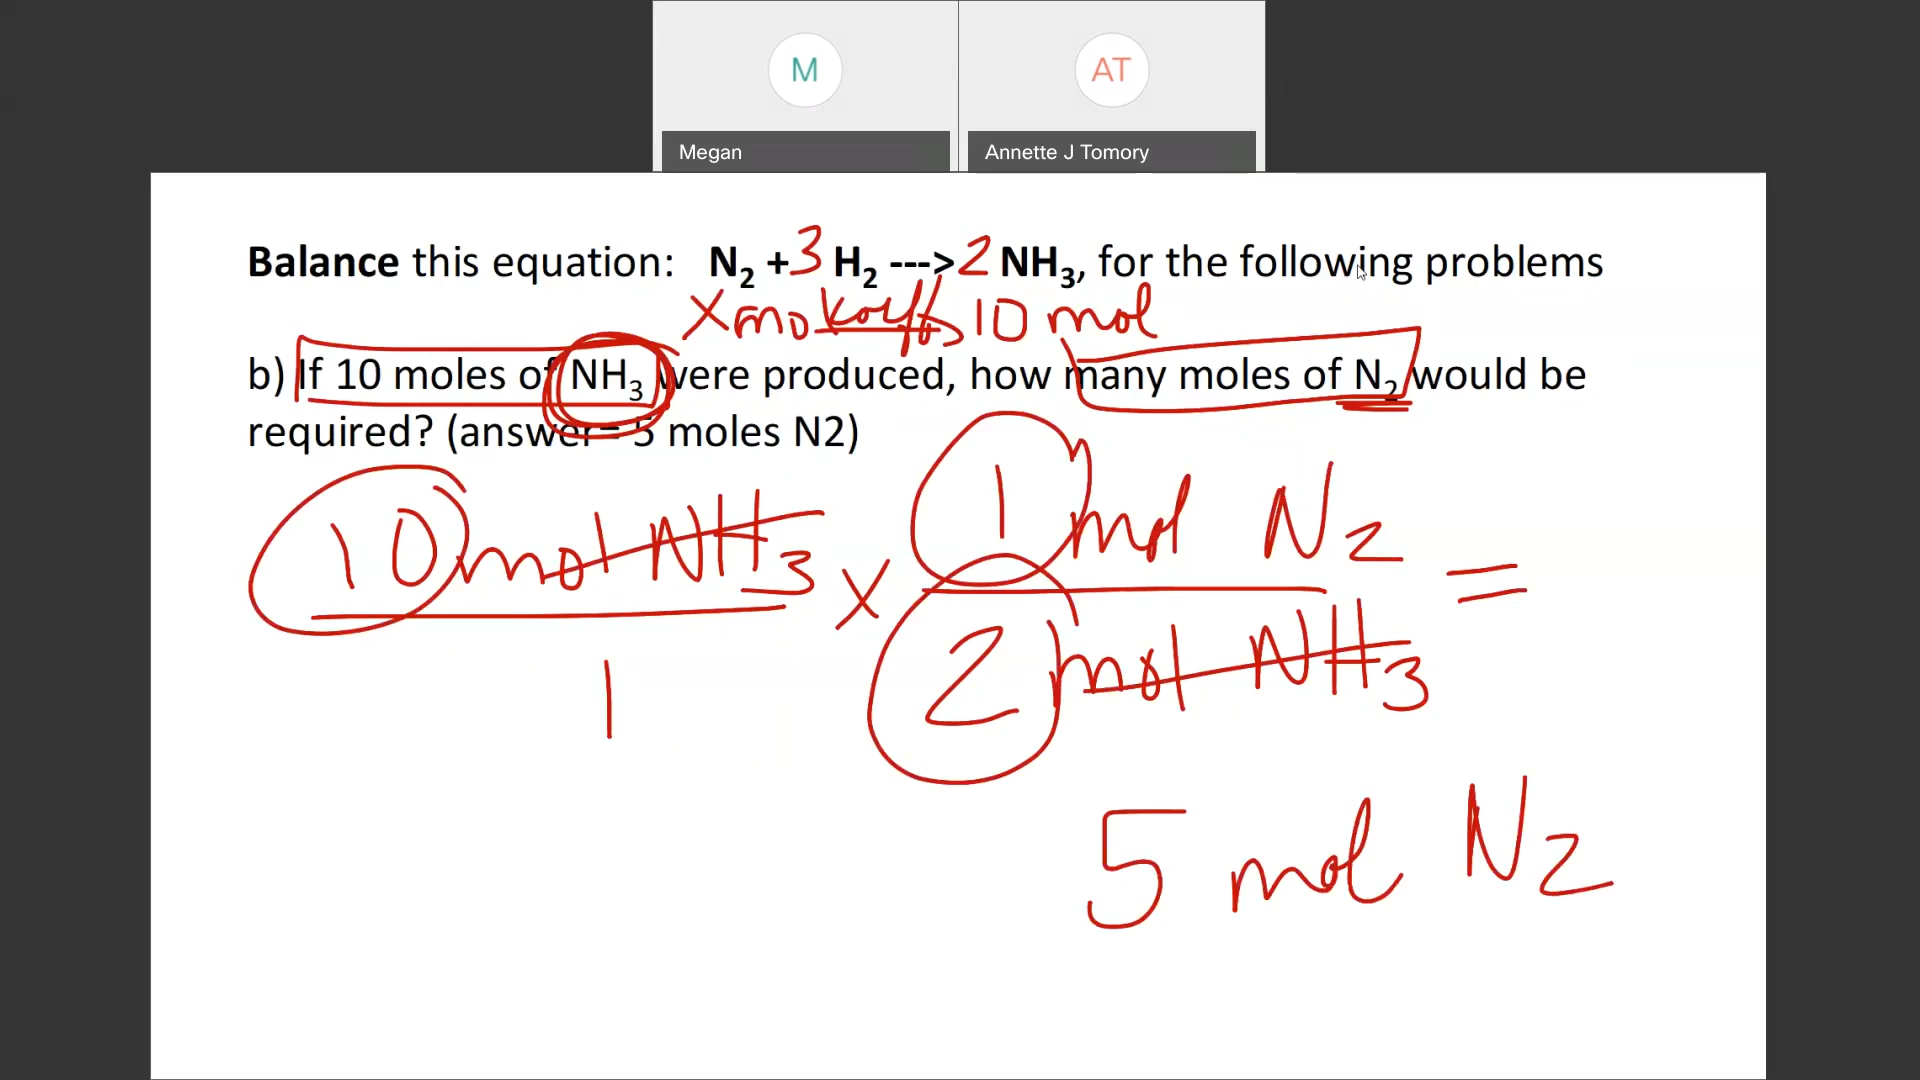 M AT
Megan Annette J Tomory
Balance this equation: N2 + 3 H2 ---> 2 NH3, for the following problems
x mo 10 mol
b) If 10 moles of NH3 were produced, how many moles of N2 would be
required? (answer= 5 moles N2)
10 mol NH3 x 1 mol N2 =
1 2 mol NH3
5 mol N2